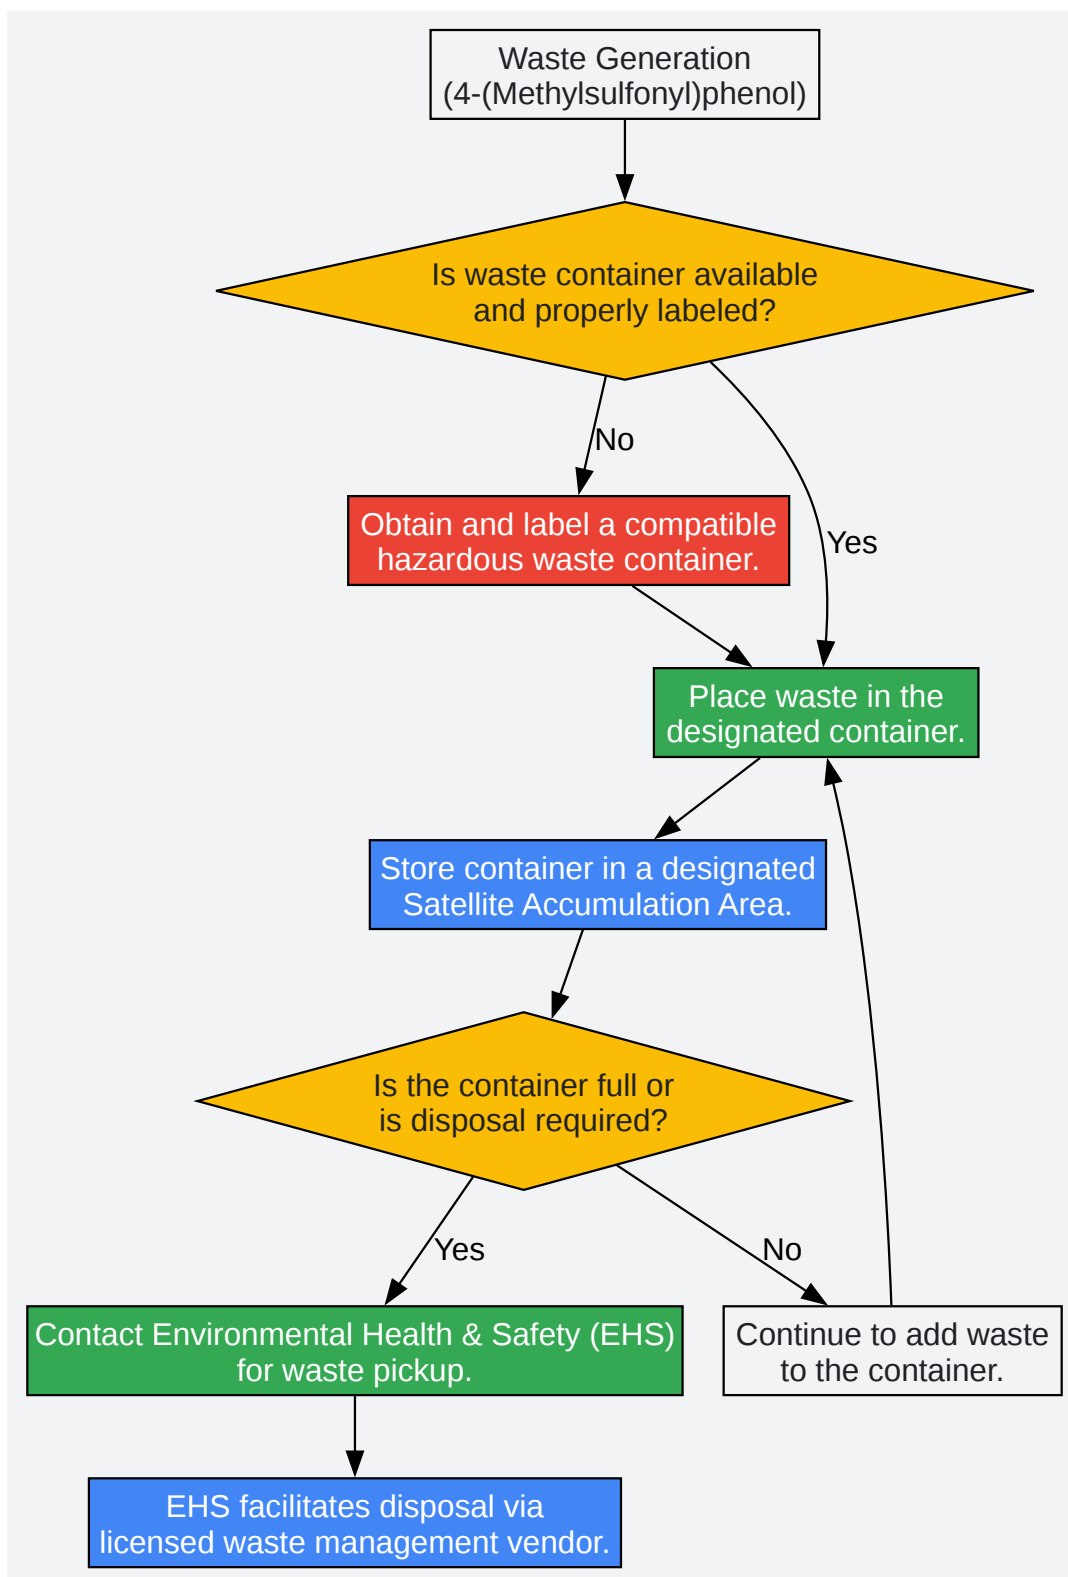 Waste Generation
(4-(Methylsulfonyl)phenol)
Is waste container available
and properly labeled?
No
Obtain and label a compatible
hazardous waste container.
Yes
Place waste in the
designated container.
Store container in a designated
Satellite Accumulation Area.
Is the container full or
is disposal required?
Yes
No
Contact Environmental Health & Safety (EHS)
for waste pickup.
Continue to add waste
to the container.
EHS facilitates disposal via
licensed waste management vendor.